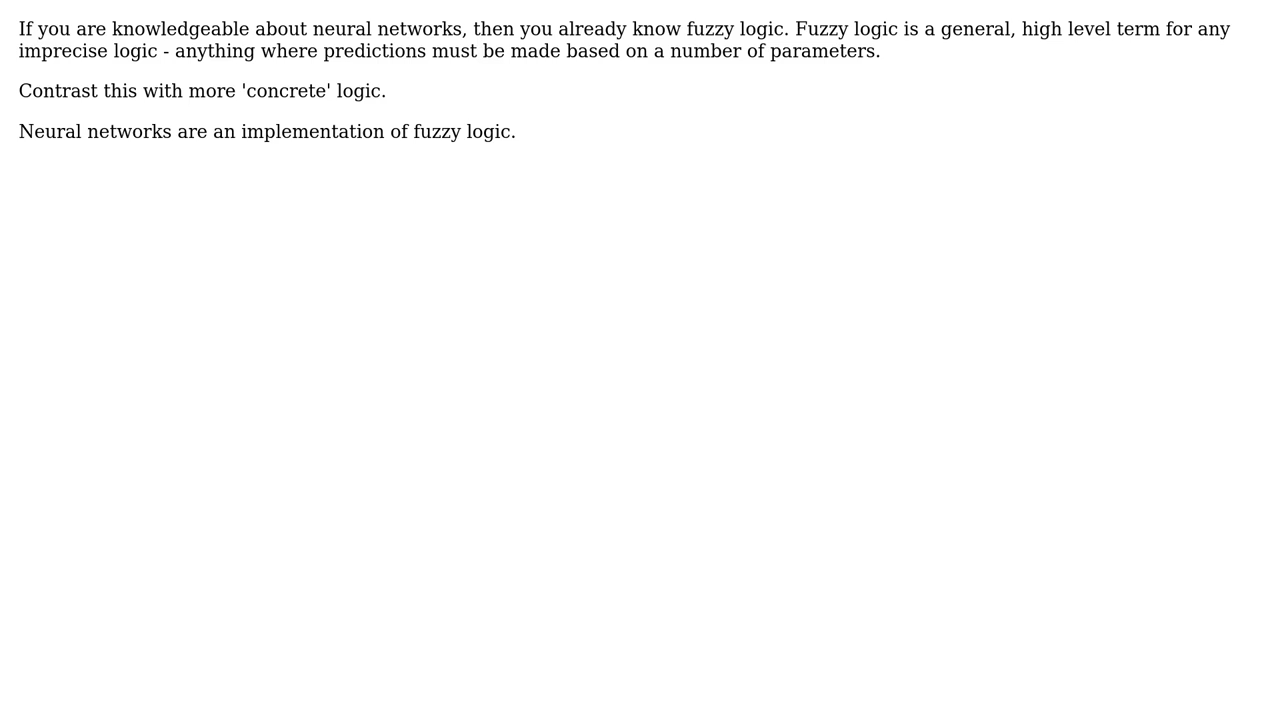 If you are knowledgeable about neural networks, then you already know fuzzy logic. Fuzzy logic is a general, high level term for any
imprecise logic - anything where predictions must be made based on a number of parameters.
Contrast this with more 'concrete' logic.
Neural networks are an implementation of fuzzy logic.